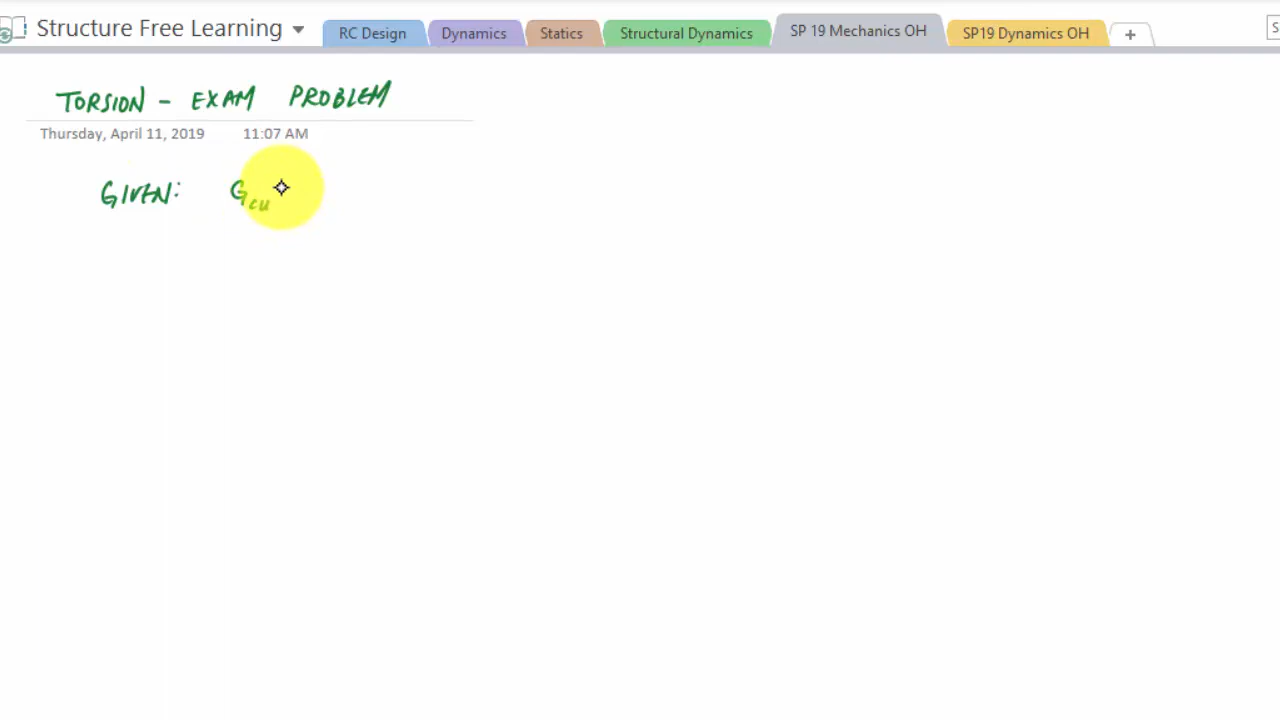 Structure Free Learning
RC Design
Dynamics
Statics
Structural Dynamics
SP 19 Mechanics OH
SP19 Dynamics OH
+
S
TORSION - EXAM PROBLEM
Thursday, April 11, 2019 11:07 AM
GIVEN: Gcu